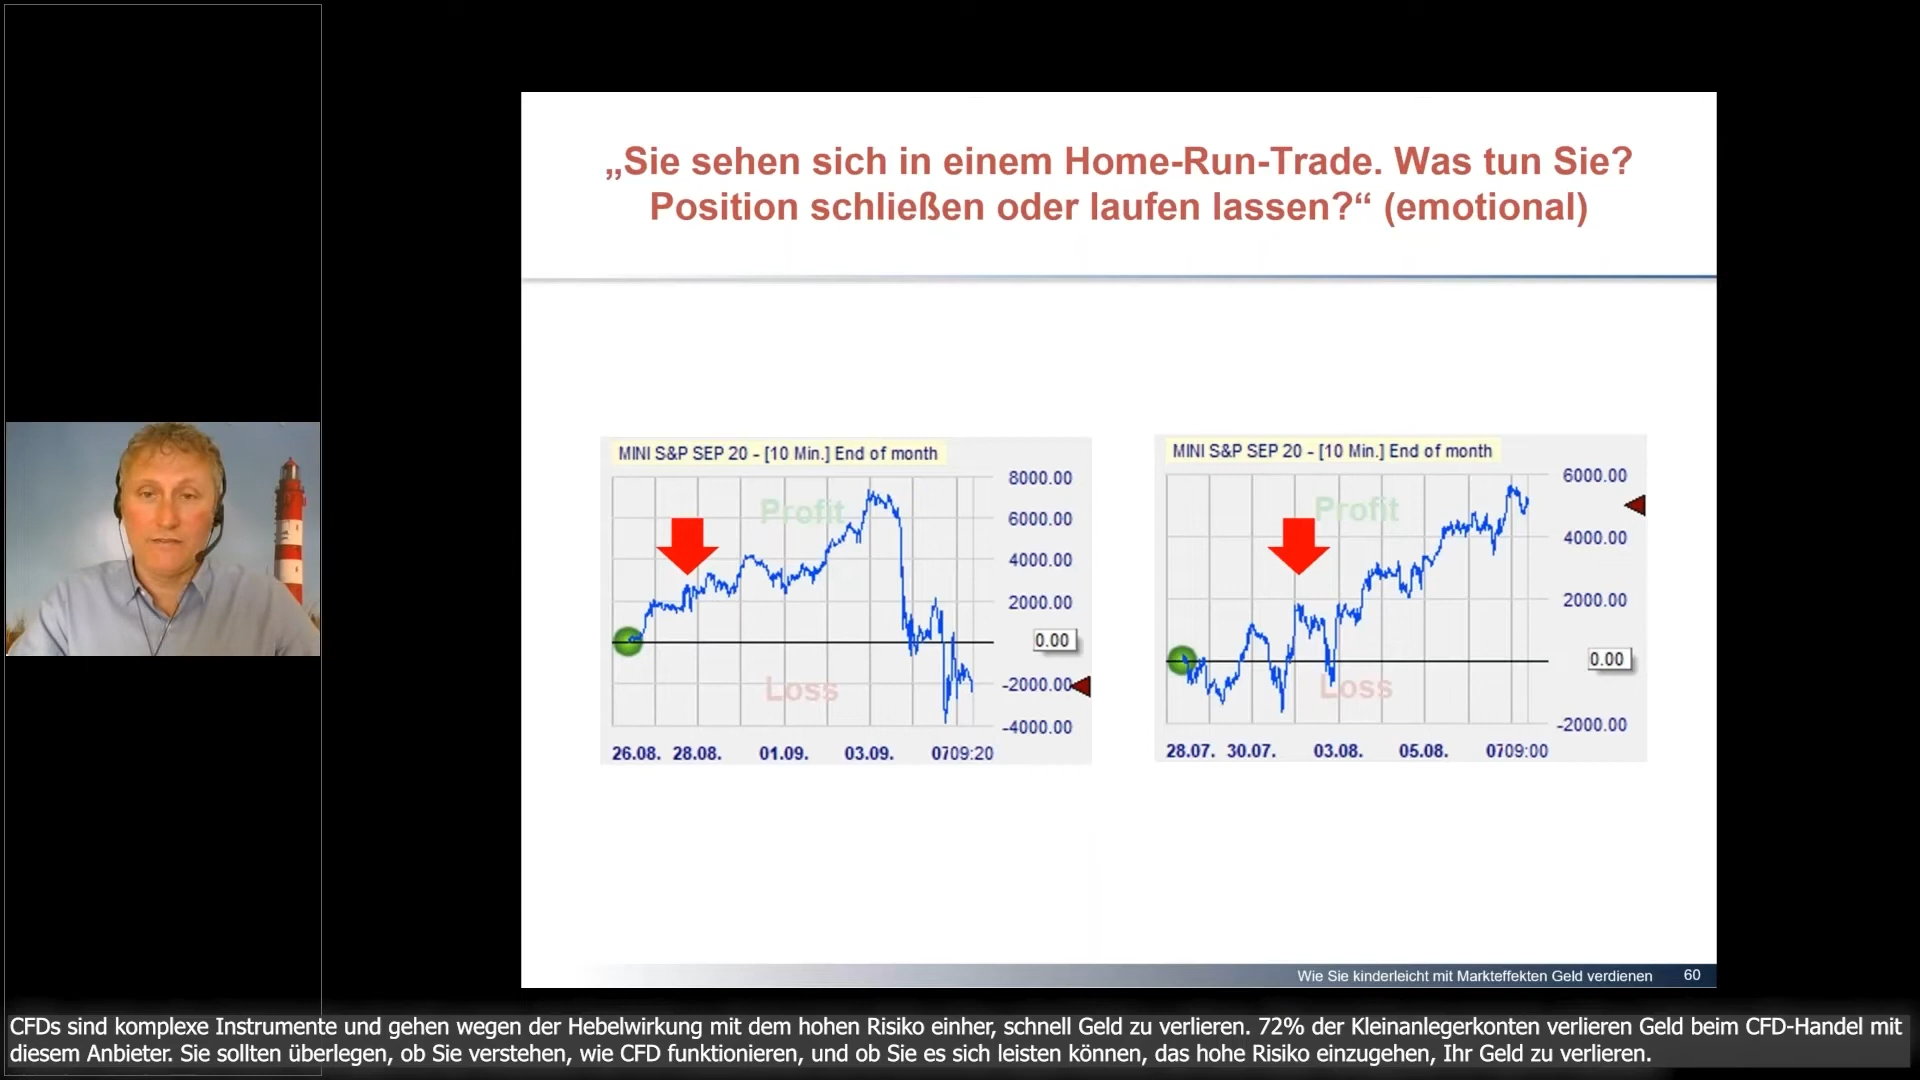 „Sie sehen sich in einem Home-Run-Trade. Was tun Sie?
Position schließen oder laufen lassen?“ (emotional)
MINI S&P SEP 20 - [10 Min.] End of month
8000.00
Profit
6000.00
4000.00
2000.00
0.00
Loss
-2000.00
-4000.00
26.08. 28.08. 01.09. 03.09. 0709:20
MINI S&P SEP 20 - [10 Min.] End of month
6000.00
Profit
4000.00
2000.00
0.00
Loss
-2000.00
28.07. 30.07. 03.08. 05.08. 0709:00
Wie Sie kinderleicht mit Markteffekten Geld verdienen 60
CFDs sind komplexe Instrumente und gehen wegen der Hebelwirkung mit dem hohen Risiko einher, schnell Geld zu verlieren. 72% der Kleinanlegerkonten verlieren Geld beim CFD-Handel mit
diesem Anbieter. Sie sollten überlegen, ob Sie verstehen, wie CFD funktionieren, und ob Sie es sich leisten können, das hohe Risiko einzugehen, Ihr Geld zu verlieren.